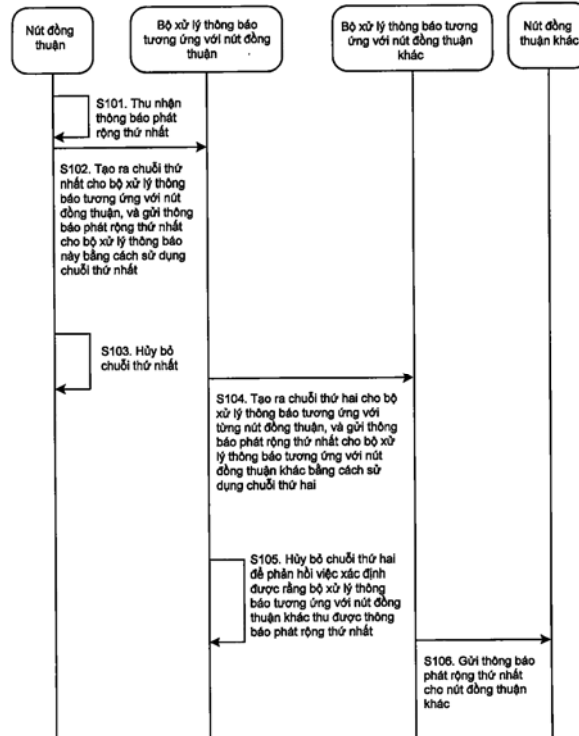 Nút đồng
thuận
Bộ xử lý thông báo
tương ứng với nút đồng
thuận
Bộ xử lý thông báo tương
ứng với nút đồng thuận
khác
Nút đồng
thuận khác
S101. Thu nhận
thông báo phát
rộng thứ nhất
S102. Tạo ra chuỗi thứ
nhất cho bộ xử lý thông
báo tương ứng với nút
đồng thuận, và gửi thông
báo phát rộng thứ nhất
cho bộ xử lý thông báo
này bằng cách sử dụng
chuỗi thứ nhất
S103. Hủy bỏ
chuỗi thứ nhất
S104. Tạo ra chuỗi thứ hai cho bộ
xử lý thông báo tương ứng với
từng nút đồng thuận, và gửi thông
báo phát rộng thứ nhất cho bộ xử
lý thông báo tương ứng với nút
đồng thuận khác bằng cách sử
dụng chuỗi thứ hai
S105. Hủy bỏ chuỗi thứ hai
để phản hồi việc xác định
được rằng bộ xử lý thông
báo tương ứng với nút đồng
thuận khác thu được thông
báo phát rộng thứ nhất
S106. Gửi thông báo
phát rộng thứ nhất
cho nút đồng thuận
khác